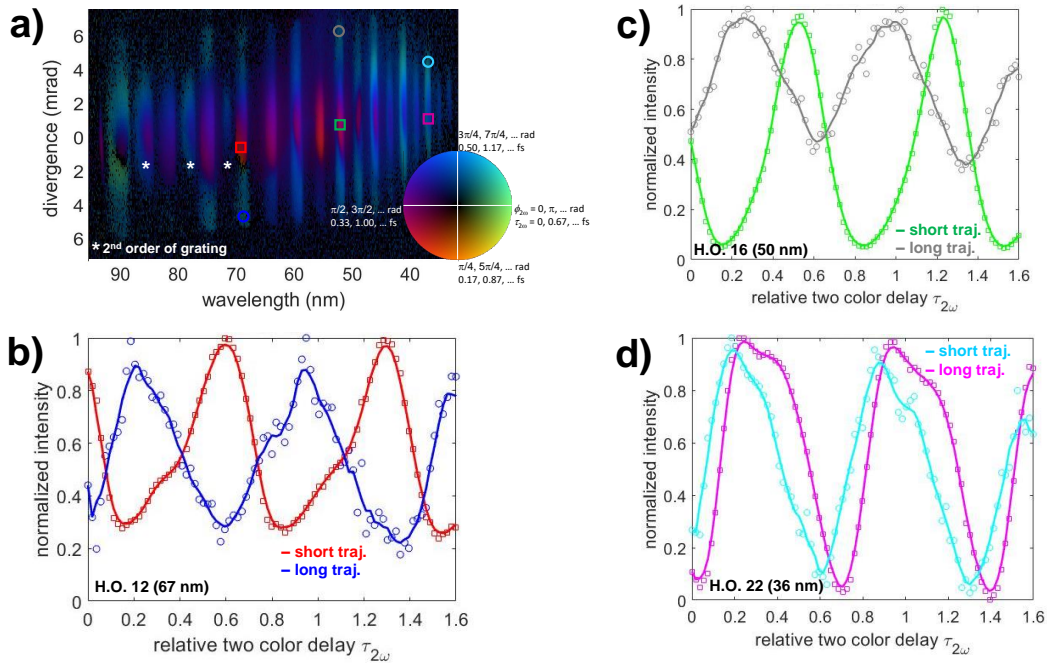 a)
6
4
2
0
2
4
6
divergence (mrad)
*
*
*
* 2nd order of grating
90
80
70
60
50
40
wavelength (nm)
3π/4, 7π/4, ... rad
0.50, 1.17, ... fs
π/2, 3π/2, ... rad
0.33, 1.00, ... fs
ϕ2ω = 0, π, ... rad
τ2ω = 0, 0.67, ... fs
π/4, 5π/4, ... rad
0.17, 0.87, ... fs
c)
1
0.8
0.6
0.4
0.2
0
normalized intensity
– short traj.
– long traj.
H.O. 16 (50 nm)
0 0.2 0.4 0.6 0.8 1 1.2 1.4 1.6
relative two color delay τ2ω
b)
1
0.8
0.6
0.4
0.2
0
normalized intensity
– short traj.
– long traj.
H.O. 12 (67 nm)
0 0.2 0.4 0.6 0.8 1 1.2 1.4 1.6
relative two color delay τ2ω
d)
1
0.8
0.6
0.4
0.2
0
normalized intensity
– short traj.
– long traj.
H.O. 22 (36 nm)
0 0.2 0.4 0.6 0.8 1 1.2 1.4 1.6
relative two color delay τ2ω